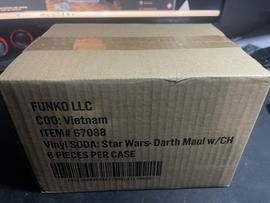 FUNKO LLC
COO: Vietnam
ITEM# 67088
Vinyl SODA: Star Wars- Darth Maul w/CH
6 PIECES PER CASE